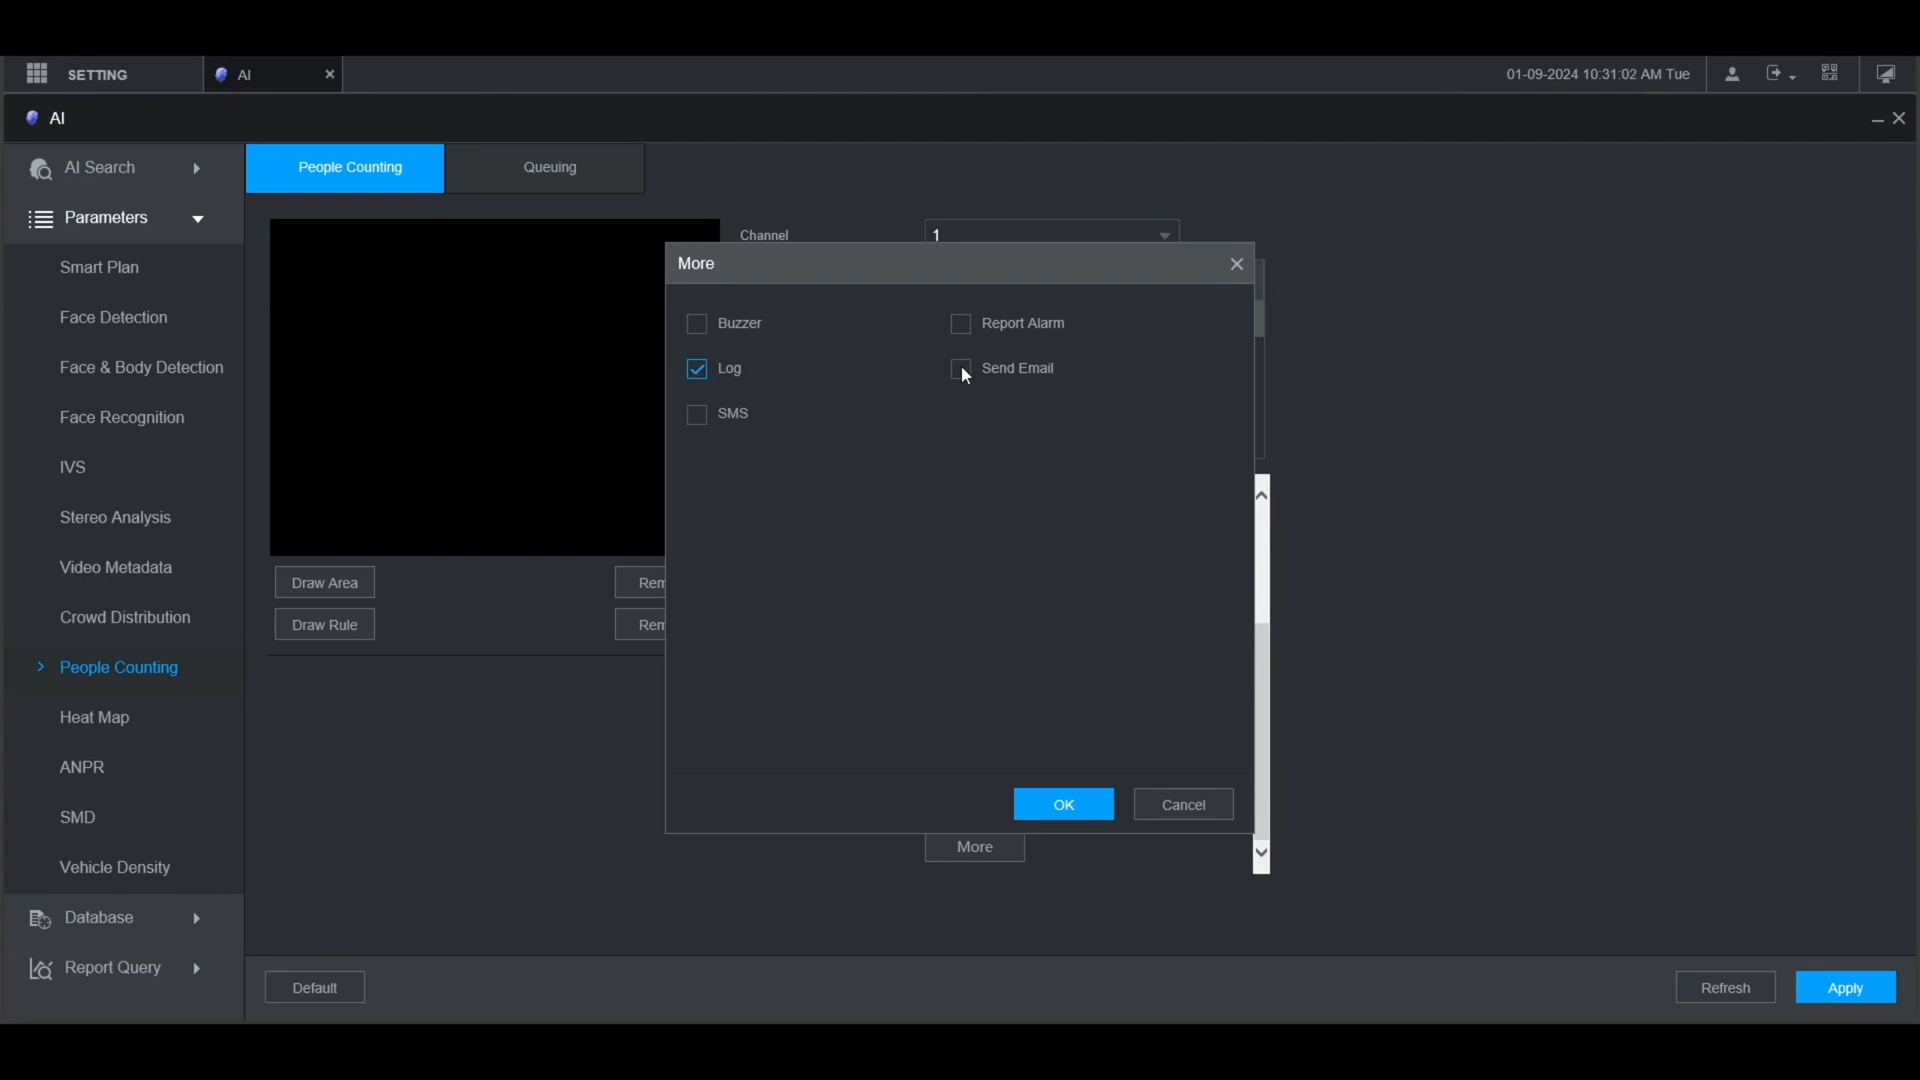 SETTING
AI
01-09-2024 10:31:02 AM Tue
AI
AI Search
Parameters
Smart Plan
Face Detection
Face & Body Detection
Face Recognition
IVS
Stereo Analysis
Video Metadata
Crowd Distribution
People Counting
Heat Map
ANPR
SMD
Vehicle Density
Database
Report Query
People Counting
Queuing
Channel
1
More
Buzzer
Report Alarm
Log
Send Email
SMS
OK
Cancel
Draw Area
Rem
Draw Rule
Rem
More
Default
Refresh
Apply